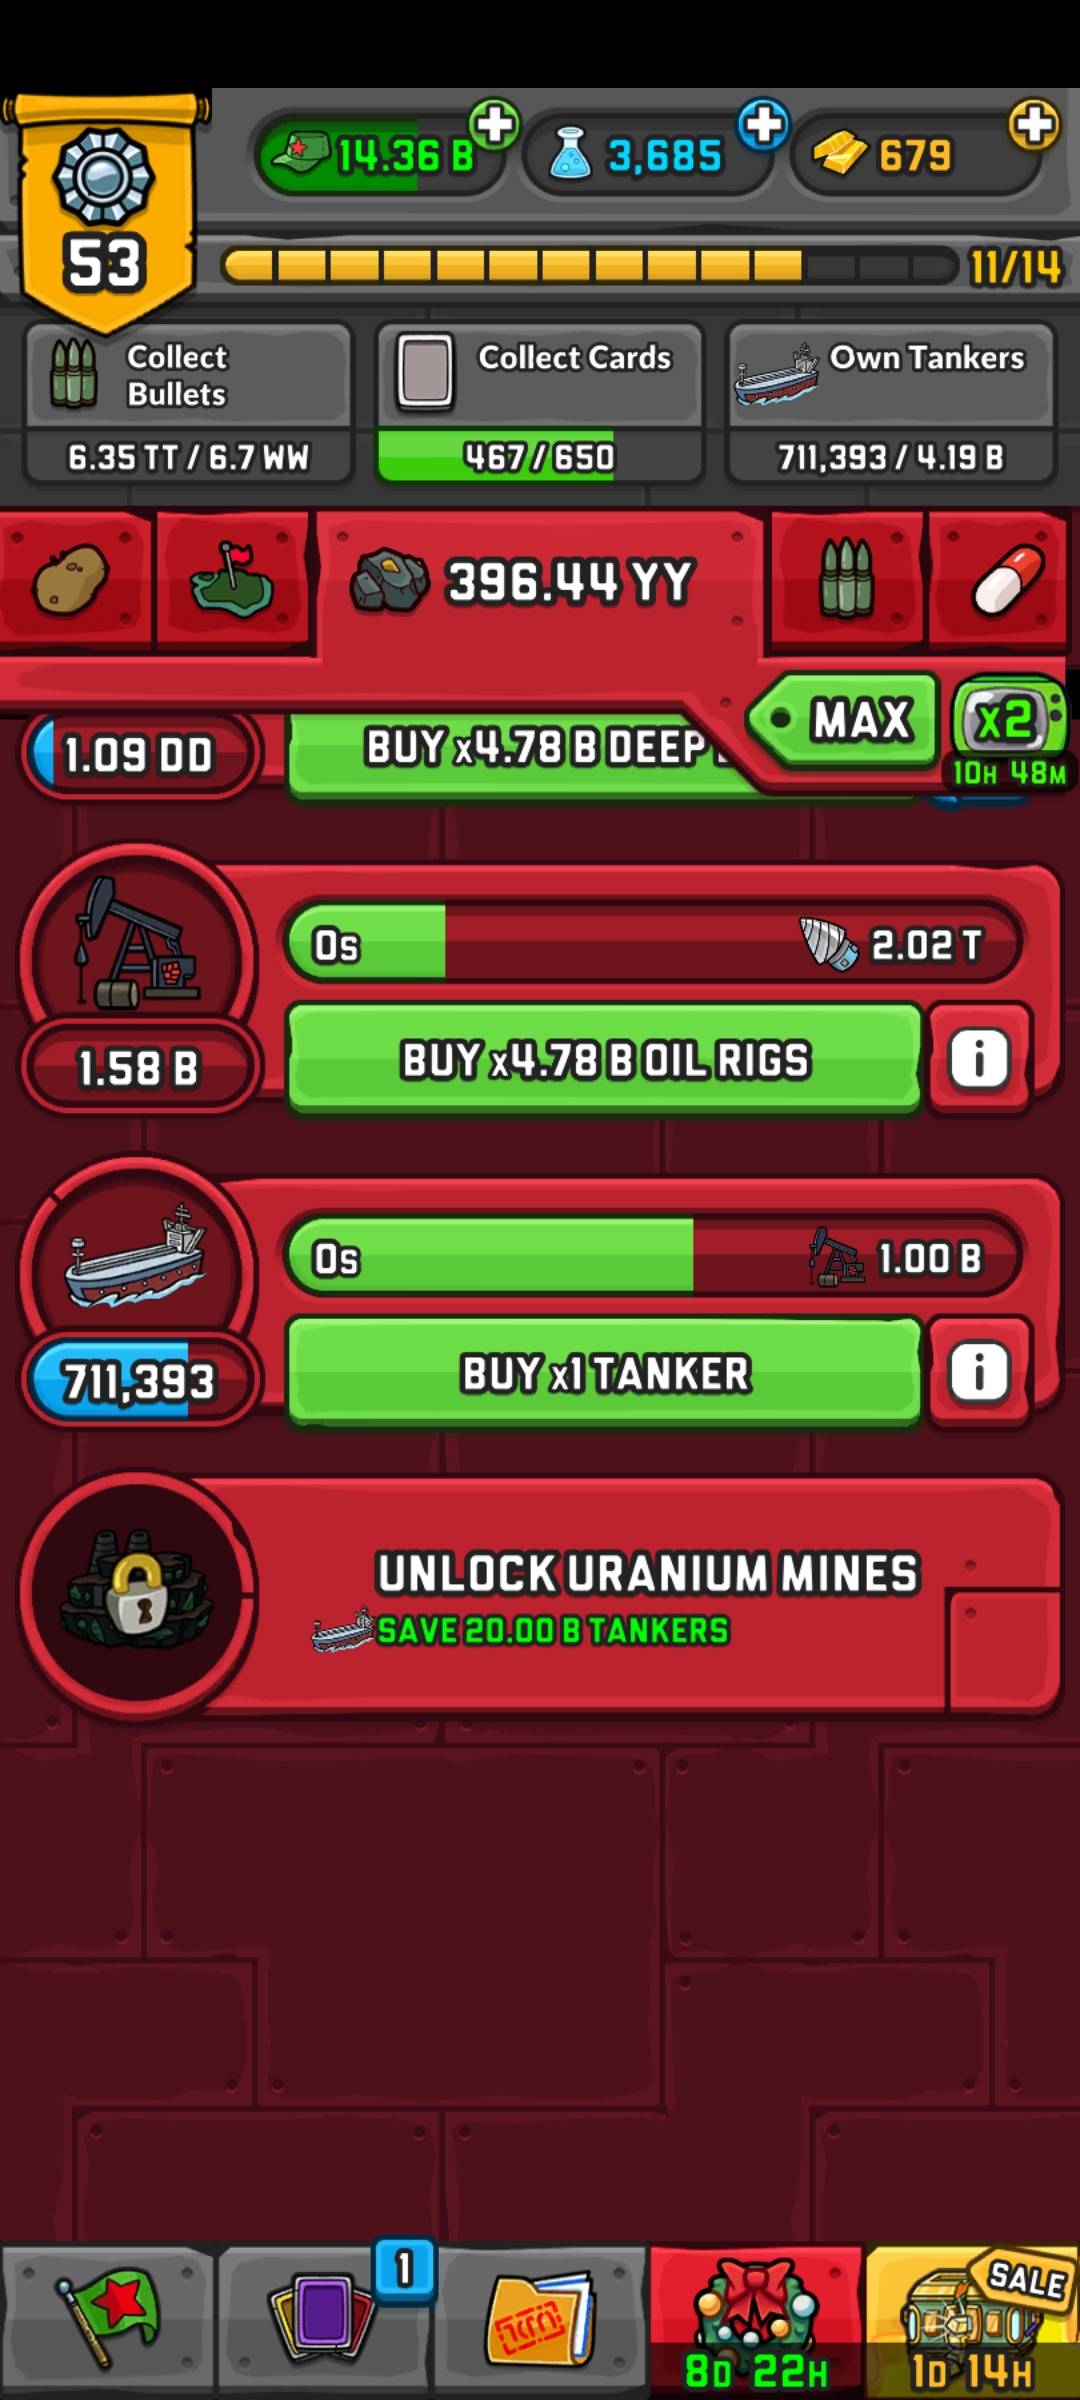 53
14.36 B
3,685
679
11/14
Collect
Bullets
6.35 TT / 6.7 WW
Collect Cards
467 / 650
Own Tankers
711,393 / 4.19 B
396.44 YY
MAX
x2
10H 48M
1.09 DD
BUY x4.78 B DEEP
0s
2.02 T
1.58 B
BUY x4.78 B OIL RIGS
i
0s
1.00 B
711,393
BUY x1 TANKER
i
UNLOCK URANIUM MINES
SAVE 20.00 B TANKERS
1
8D 22H
SALE
1D 14H